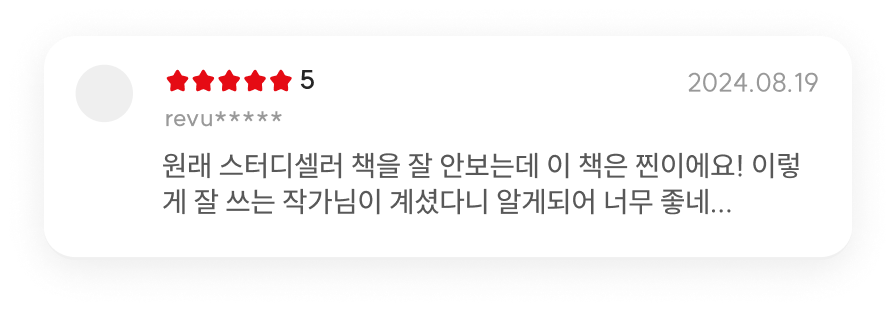 5
2024.08.19
revu*****
원래 스터디셀러 책을 잘 안보는데 이 책은 찐이에요! 이렇
게 잘 쓰는 작가님이 계셨다니 알게되어 너무 좋네...